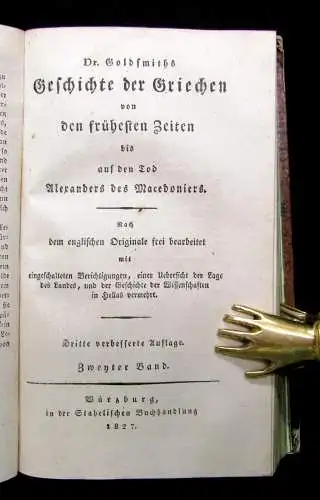 Dr. Goldsmiths
Geschichte der Griechen
von
den frühesten Zeiten
bis
auf den Tod
Alexanders des Macedoniers.
Nach
dem englischen Originale frei bearbeitet
mit
eingeschalteten Berichtigungen, einer Uebersicht der Lage
des Landes, und der Geschichte der Wissenschaften
in Hellas vermehrt.
Dritte verbesserte Auflage.
Zweyter Band.
Würzburg,
in der Stahelischen Buchhandlung
1827.